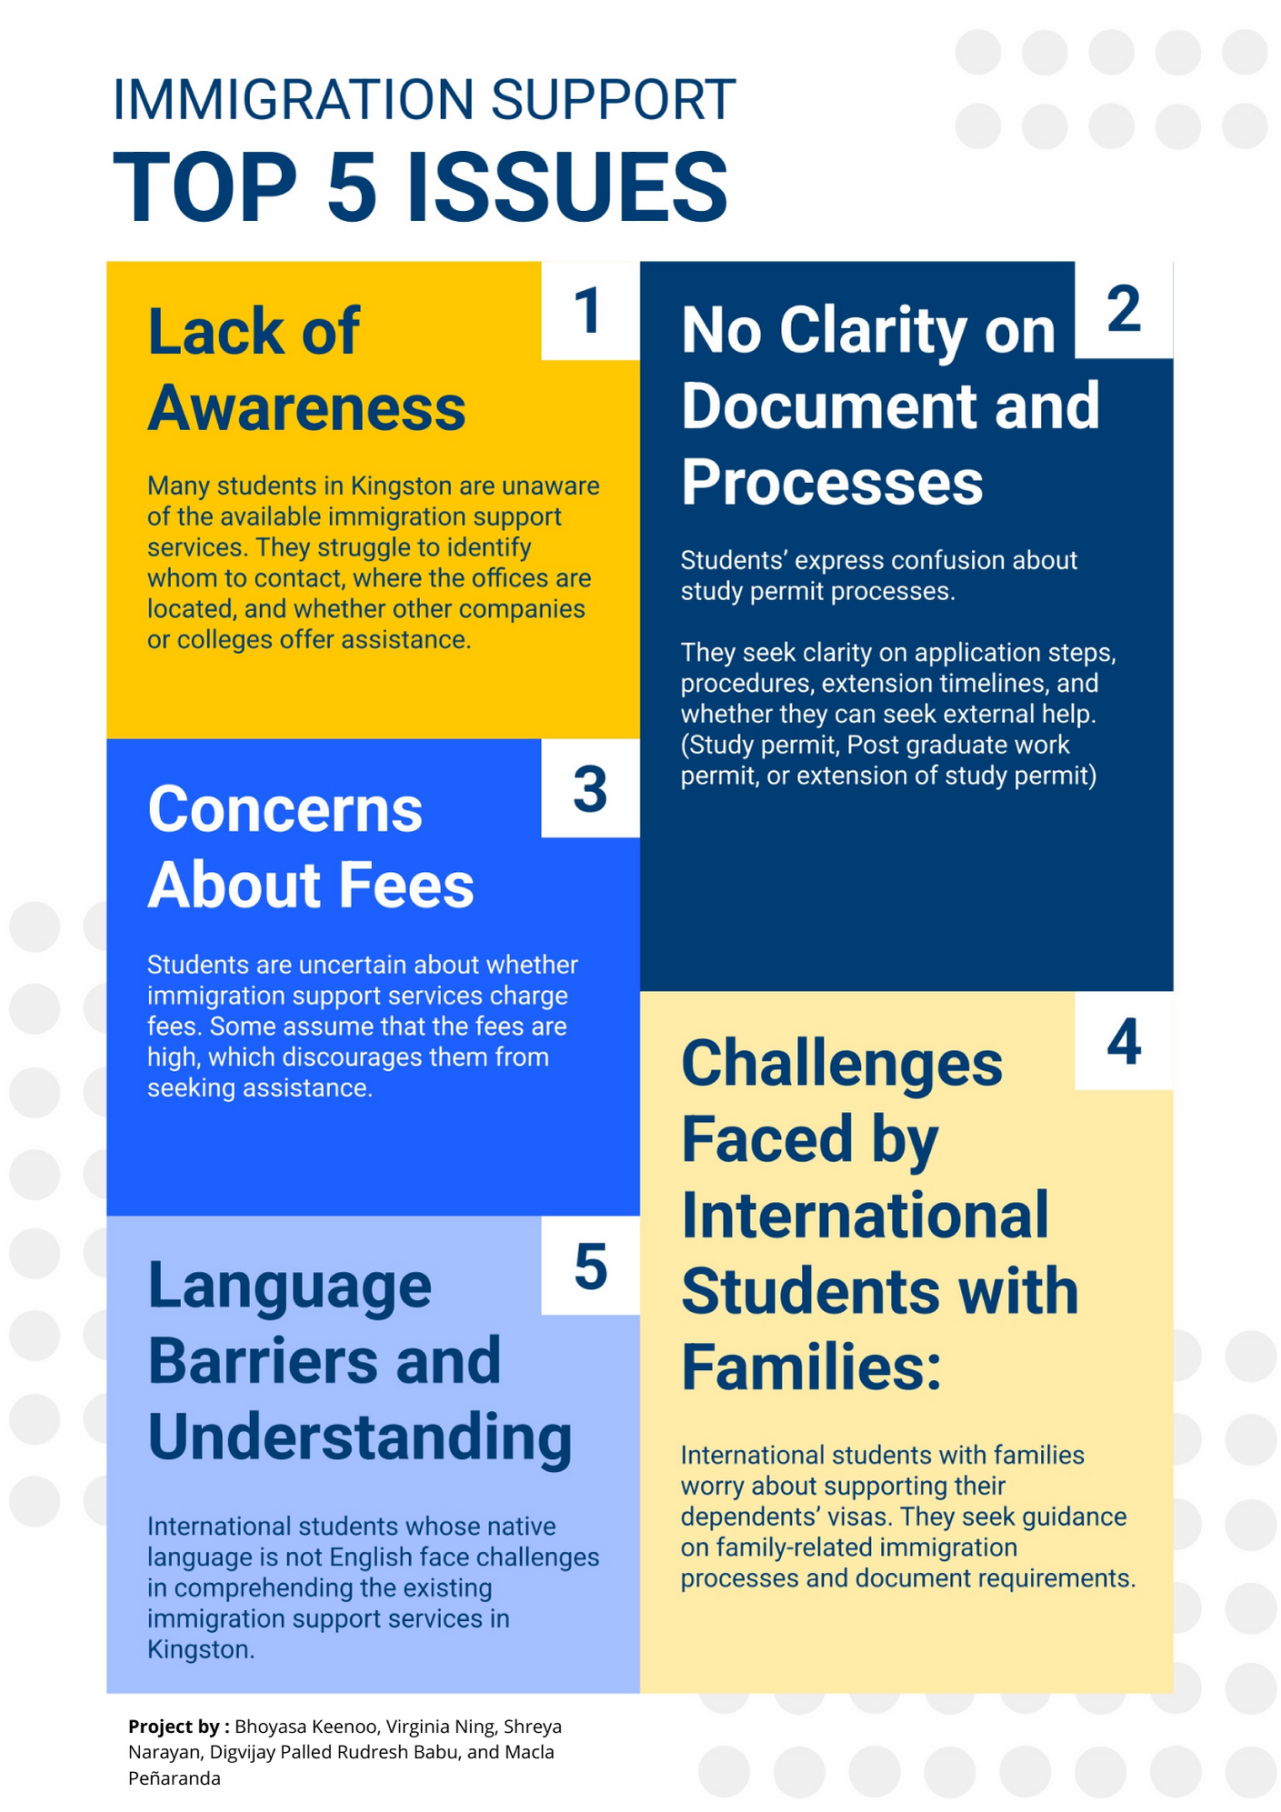 IMMIGRATION SUPPORT
TOP 5 ISSUES
1
Lack of
Awareness
Many students in Kingston are unaware
of the available immigration support
services. They struggle to identify
whom to contact, where the offices are
located, and whether other companies
or colleges offer assistance.
2
No Clarity on
Document and
Processes
Students’ express confusion about
study permit processes.
They seek clarity on application steps,
procedures, extension timelines, and
whether they can seek external help.
(Study permit, Post graduate work
permit, or extension of study permit)
3
Concerns
About Fees
Students are uncertain about whether
immigration support services charge
fees. Some assume that the fees are
high, which discourages them from
seeking assistance.
4
Challenges
Faced by
International
Students with
Families:
International students with families
worry about supporting their
dependents’ visas. They seek guidance
on family-related immigration
processes and document requirements.
5
Language
Barriers and
Understanding
International students whose native
language is not English face challenges
in comprehending the existing
immigration support services in
Kingston.
Project by : Bhoyasa Keenoo, Virginia Ning, Shreya
Narayan, Digvijay Palled Rudresh Babu, and Macla
Peñaranda